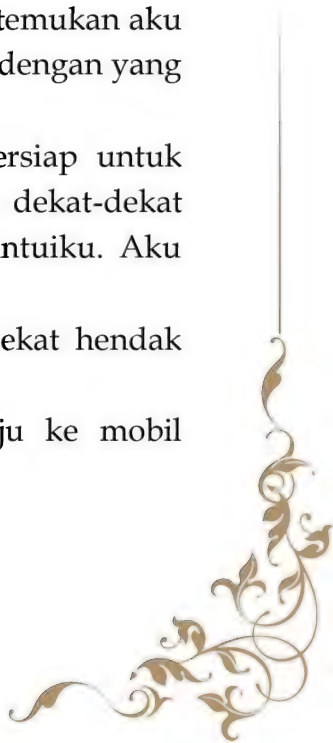 temukan aku
dengan yang
ersiap untuk
dekat-dekat
ntuiku. Aku
ekat hendak
ju ke mobil